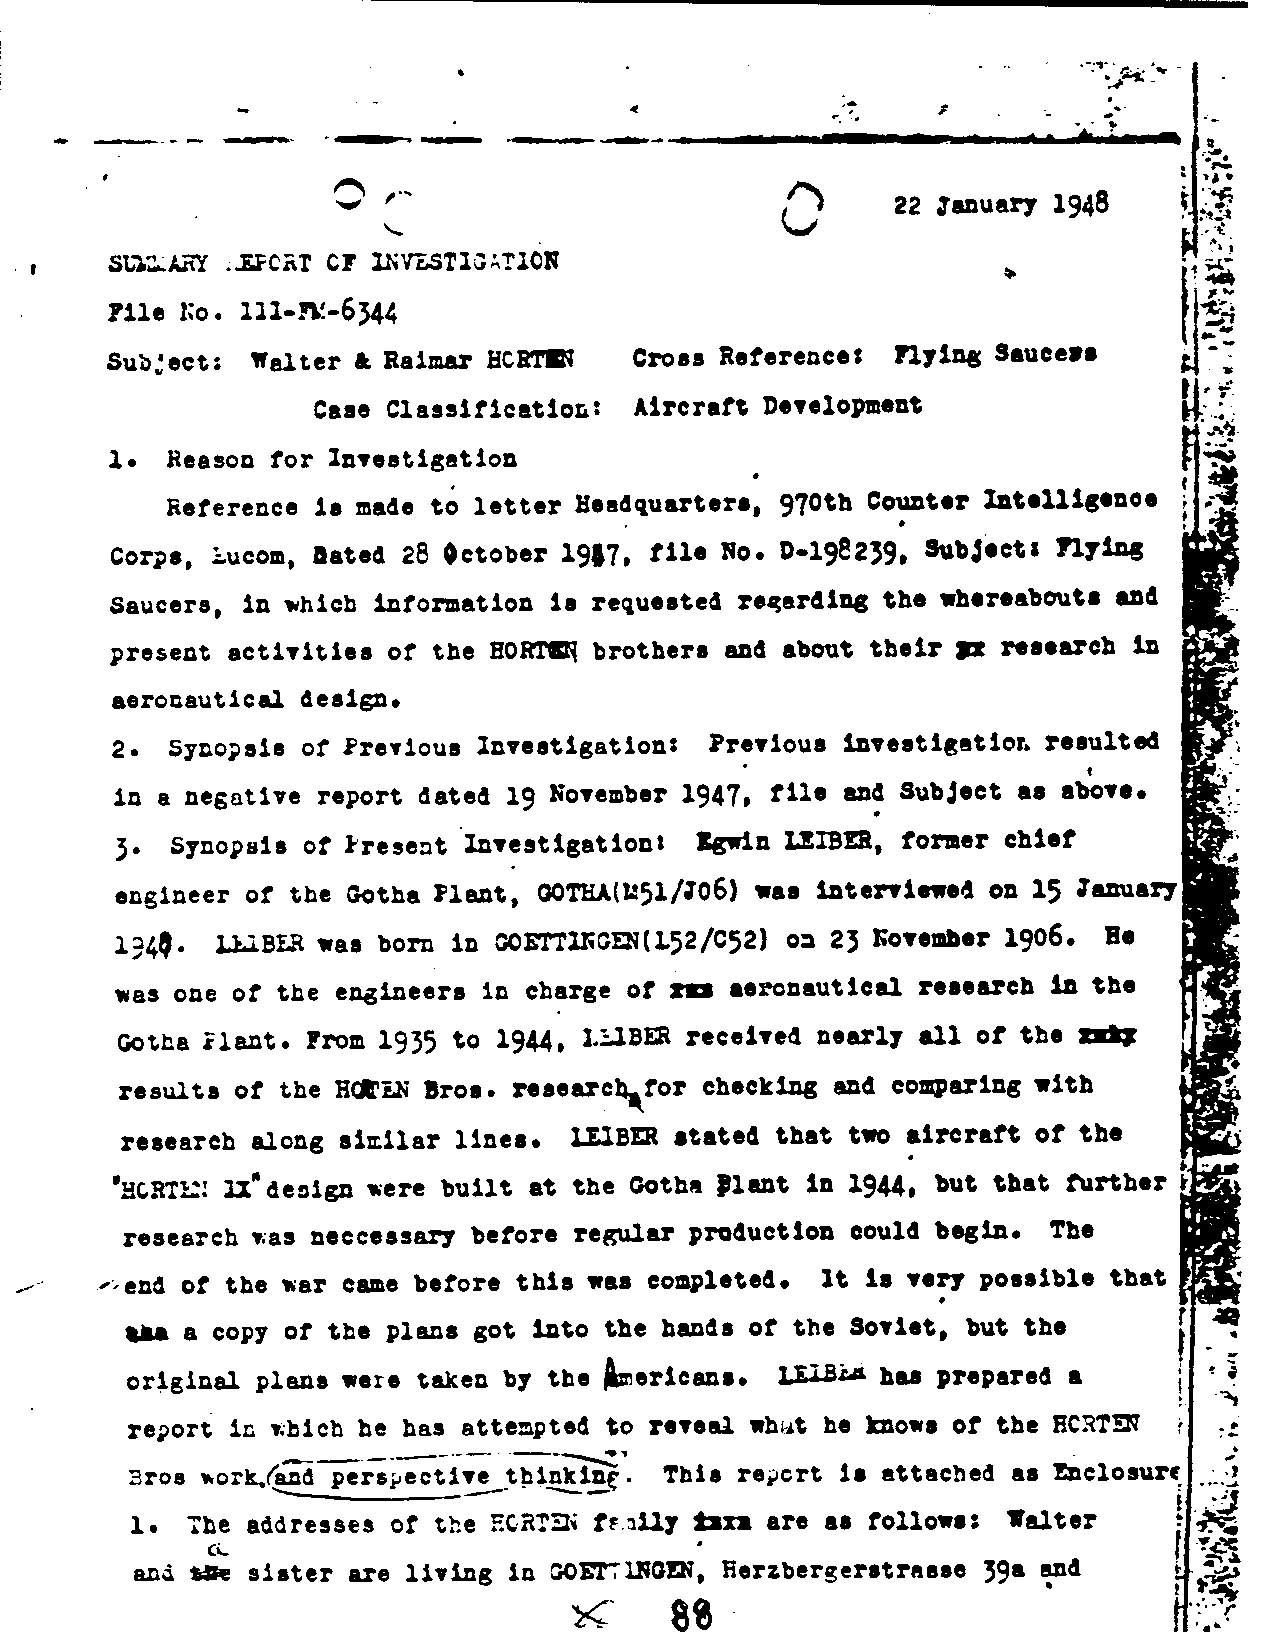 22 January 1948
SUMMARY REPORT OF INVESTIGATION
File No. 111-FM-6344
Subject: Walter & Raimar HORTEN Cross Reference: Flying Saucers
Case Classification: Aircraft Development
1. Reason for Investigation
Reference is made to letter Headquarters, 970th Counter Intelligence
Corps, Eucom, Dated 28 October 1947, file No. D-198239, Subject: Flying
Saucers, in which information is requested regarding the whereabouts and
present activities of the HORTEN brothers and about their research in
aeronautical design.
2. Synopsis of Previous Investigation: Previous investigation resulted
in a negative report dated 19 November 1947, file and Subject as above.
3. Synopsis of Present Investigation: Egwin LEIBER, former chief
engineer of the Gotha Plant, GOTHA(M51/J06) was interviewed on 15 January
1948. LEIBER was born in GOETTINGEN(L52/C52) on 23 November 1906. He
was one of the engineers in charge of aeronautical research in the
Gotha Plant. From 1935 to 1944, LEIBER received nearly all of the
results of the HOTEN Bros. research, for checking and comparing with
research along similar lines. LEIBER stated that two aircraft of the
"HORTEN IX" design were built at the Gotha Plant in 1944, but that further
research was neccessary before regular production could begin. The
end of the war came before this was completed. It is very possible that
a copy of the plans got into the hands of the Soviet, but the
original plans were taken by the Americans. LEIBER has prepared a
report in which he has attempted to reveal what he knows of the HORTEN
Bros work, and perspective thinking. This report is attached as Enclosure
1. The addresses of the HORTEN family are as follows: Walter
and a sister are living in GOETTINGEN, Herzbergerstrasse 39a and
88